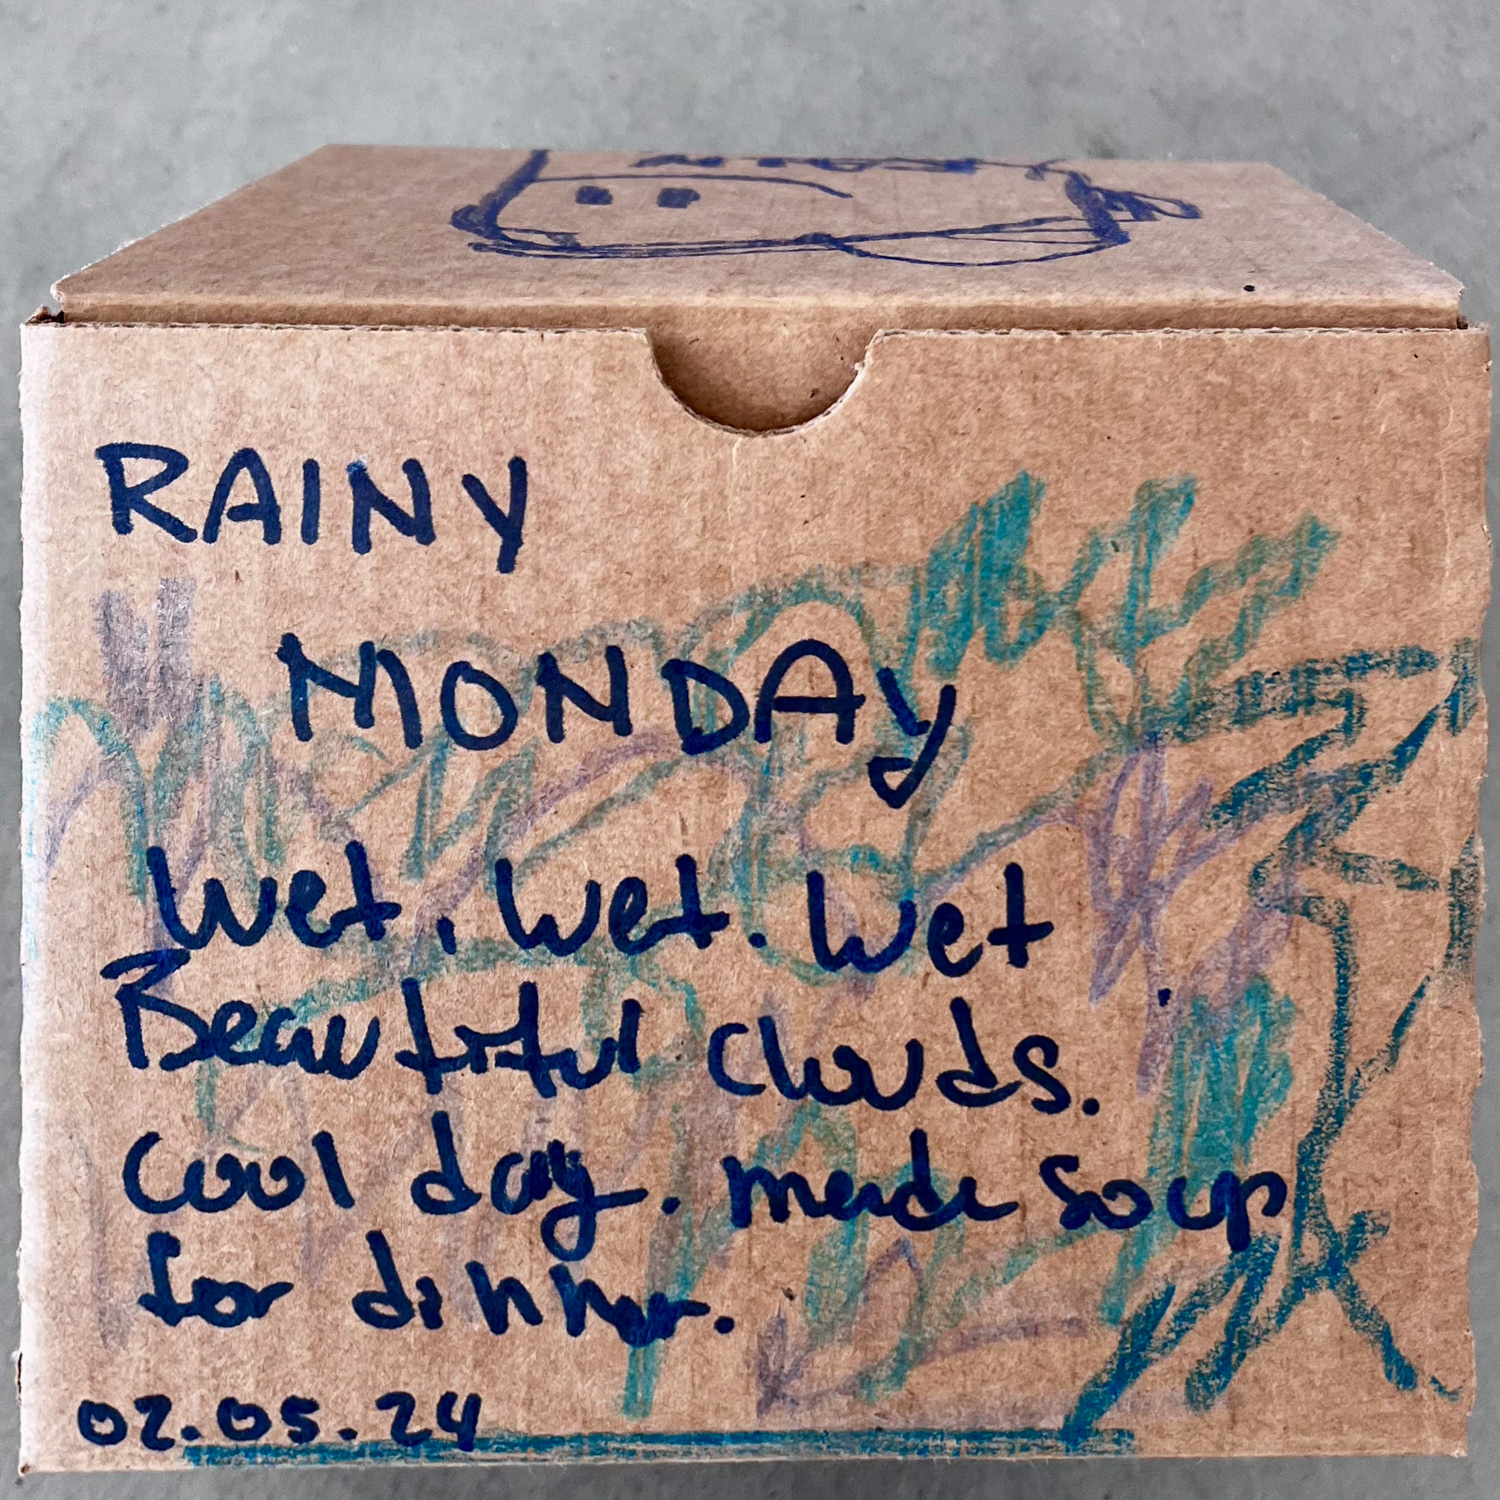 RAINY
MONDAY
Wet. Wet. Wet
Beautiful Clouds.
Cool day. made soup
for dinner.
02.05.24